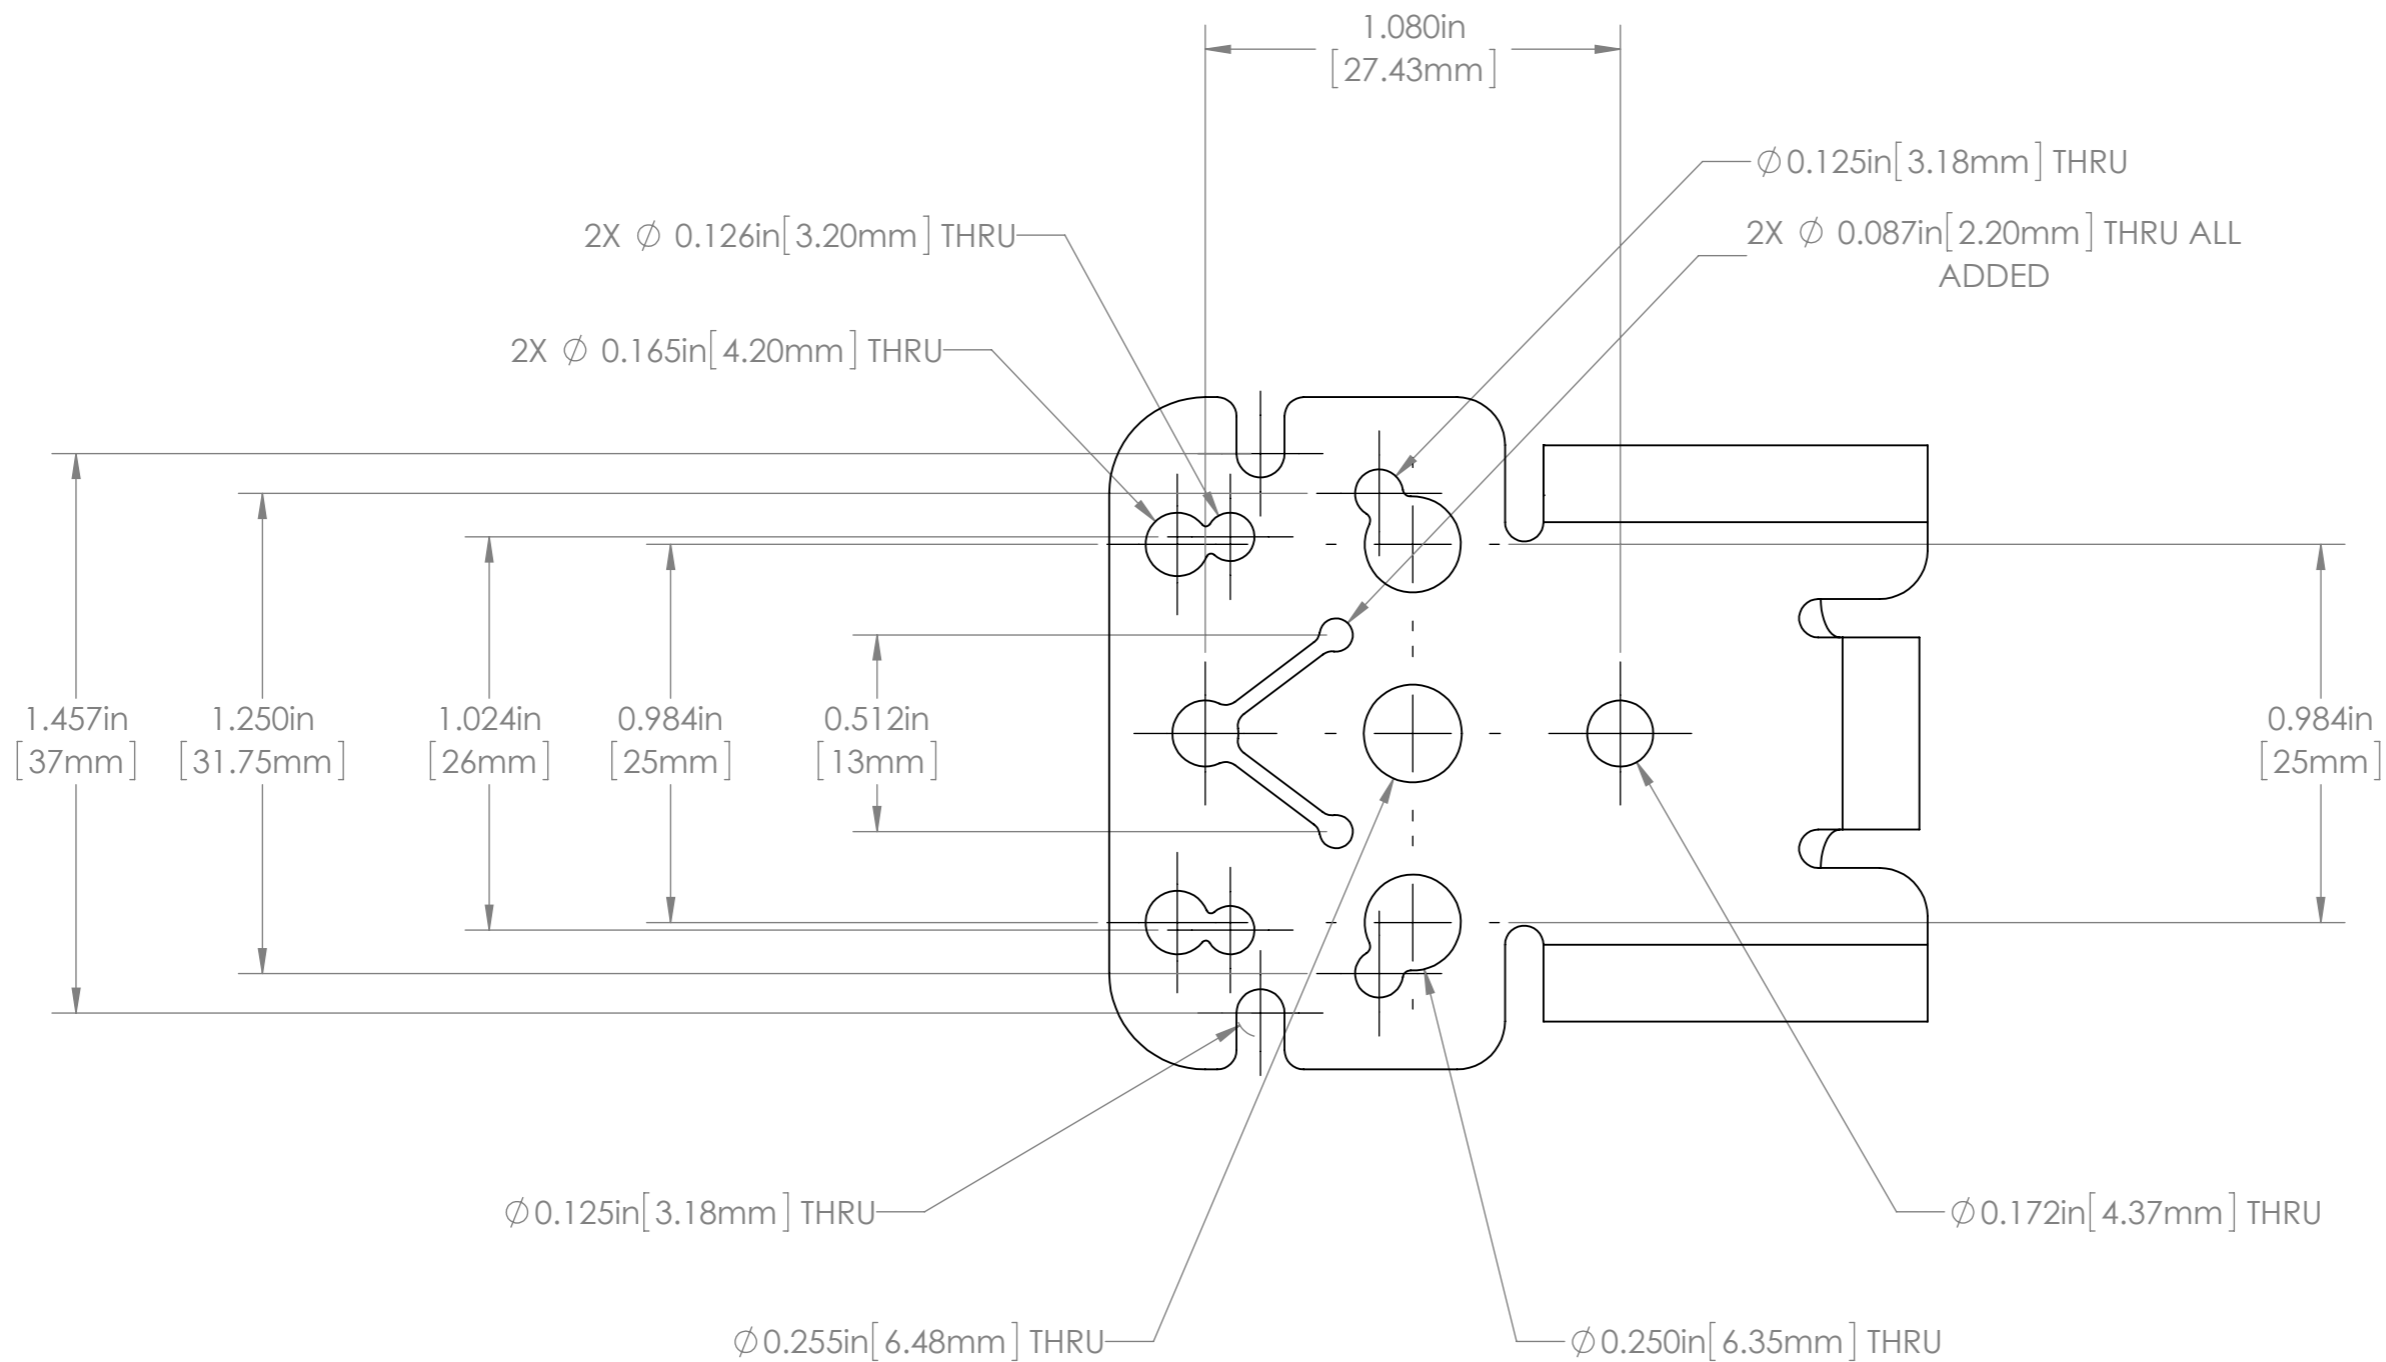 1.080in
[27.43mm]
⌀0.125in[3.18mm] THRU
2X ⌀ 0.126in[3.20mm] THRU
2X ⌀ 0.087in[2.20mm] THRU ALL
ADDED
2X ⌀ 0.165in[4.20mm] THRU
1.457in
[37mm]
1.250in
[31.75mm]
1.024in
[26mm]
0.984in
[25mm]
0.512in
[13mm]
0.984in
[25mm]
⌀0.125in[3.18mm] THRU
⌀0.172in[4.37mm] THRU
⌀0.255in[6.48mm] THRU
⌀0.250in[6.35mm] THRU